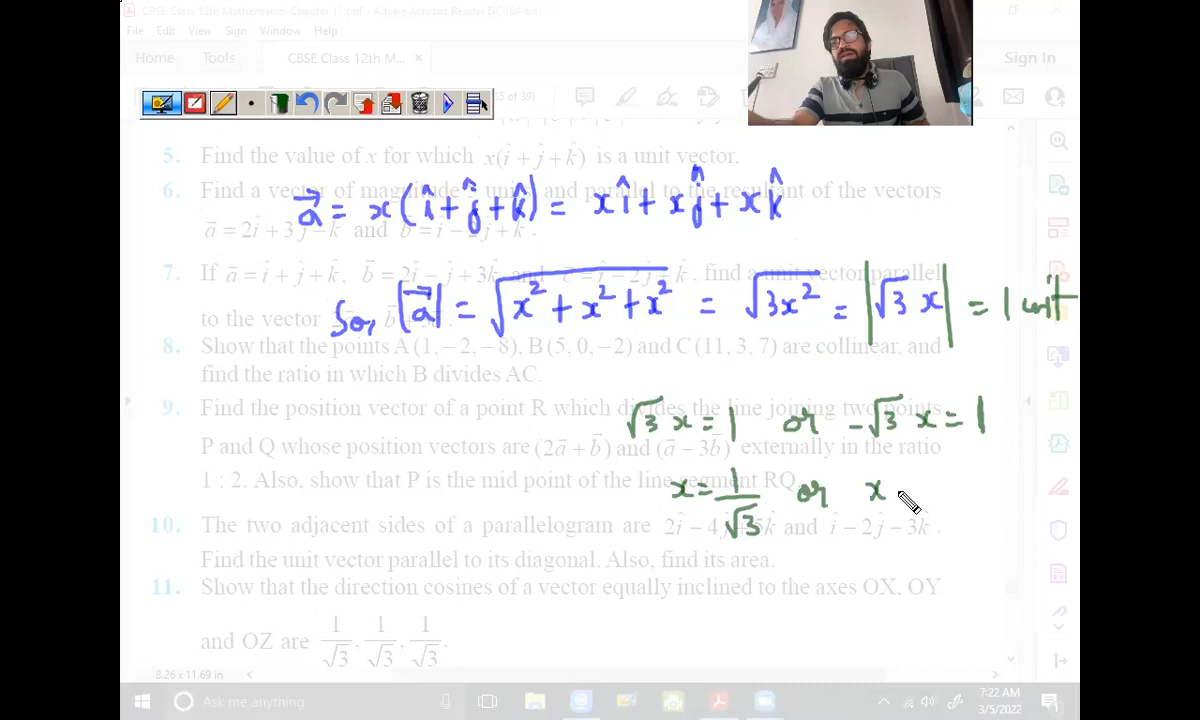 CBSE Class 12th Mathematics Chapter 10.pdf - Adobe Acrobat Reader DC (64-bit)
File Edit View Sign Window Help
Home Tools CBSE Class 12th M... × Sign In
39)
5. Find the value of x for which x(î + ĵ + k̂) is a unit vector.
6. Find a vector of magnitude units, and parallel to the resultant of the vectors
a⃗ = x(î + ĵ + k̂) = xî + xĵ + xk̂
a⃗ = 2î + 3ĵ − k̂ and b⃗ = î − 2ĵ + k̂.
7. If a⃗ = î + ĵ + k̂, b⃗ = 2î − ĵ + 3k̂ and c⃗ = î − 2ĵ + k̂, find a unit vector parallel
So, |a⃗| = √(x² + x² + x²) = √(3x²) = |√3 x| = 1 unit
to the vector
8. Show that the points A (1, − 2, − 8), B (5, 0, − 2) and C (11, 3, 7) are collinear, and
find the ratio in which B divides AC.
9. Find the position vector of a point R which divides the line joining two points
√3 x = 1 or −√3 x = 1
P and Q whose position vectors are (2a⃗ + b⃗) and (a⃗ − 3b⃗) externally in the ratio
1 : 2. Also, show that P is the mid point of the line segment RQ.
x = 1/√3 or x
10. The two adjacent sides of a parallelogram are 2î − 4ĵ + 5k̂ and î − 2ĵ − 3k̂.
Find the unit vector parallel to its diagonal. Also, find its area.
11. Show that the direction cosines of a vector equally inclined to the axes OX, OY
and OZ are 1/√3, 1/√3, 1/√3.
8.26 x 11.69 in
Ask me anything
7:22 AM
3/5/2022